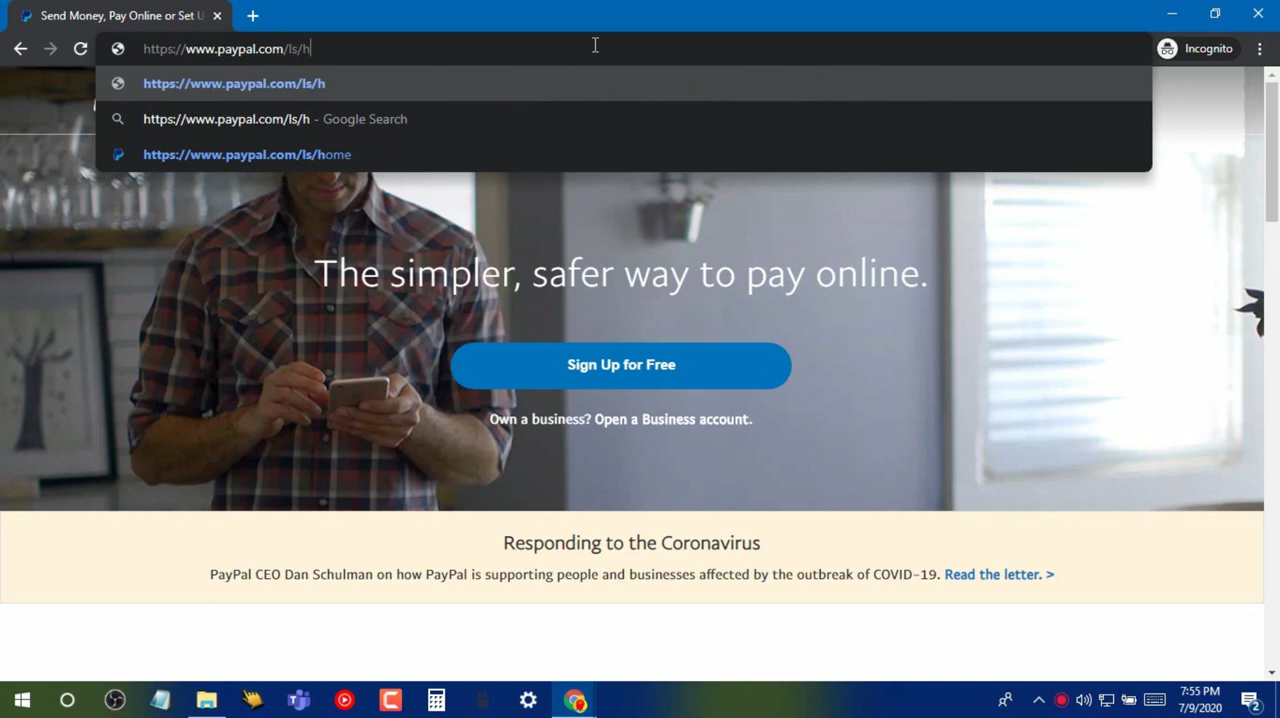 Send Money, Pay Online or Set U
https://www.paypal.com/ls/h
Incognito
https://www.paypal.com/ls/h
https://www.paypal.com/ls/h - Google Search
https://www.paypal.com/ls/home
The simpler, safer way to pay online.
Sign Up for Free
Own a business? Open a Business account.
Responding to the Coronavirus
PayPal CEO Dan Schulman on how PayPal is supporting people and businesses affected by the outbreak of COVID-19. Read the letter. >
7:55 PM
7/9/2020
2